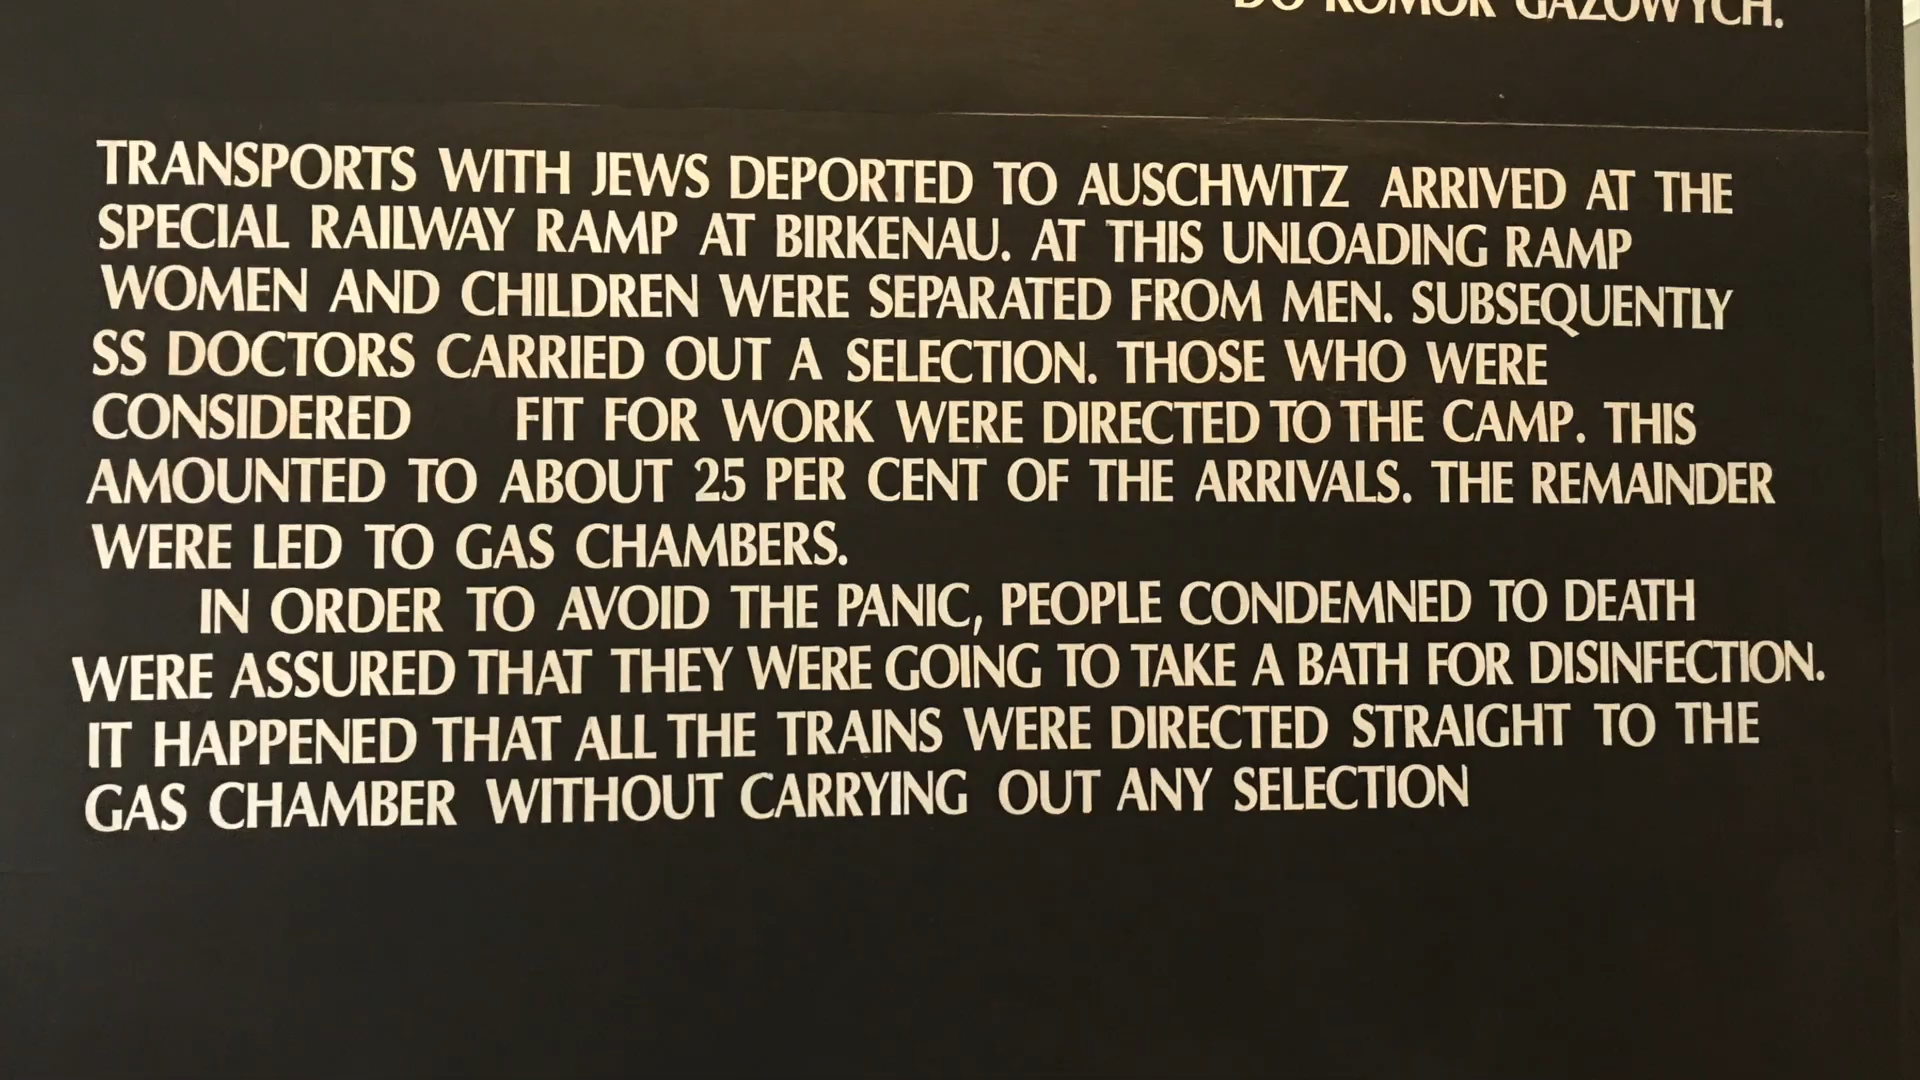 DO KOMÓR GAZOWYCH.
TRANSPORTS WITH JEWS DEPORTED TO AUSCHWITZ ARRIVED AT THE
SPECIAL RAILWAY RAMP AT BIRKENAU. AT THIS UNLOADING RAMP
WOMEN AND CHILDREN WERE SEPARATED FROM MEN. SUBSEQUENTLY
SS DOCTORS CARRIED OUT A SELECTION. THOSE WHO WERE
CONSIDERED FIT FOR WORK WERE DIRECTED TO THE CAMP. THIS
AMOUNTED TO ABOUT 25 PER CENT OF THE ARRIVALS. THE REMAINDER
WERE LED TO GAS CHAMBERS.
IN ORDER TO AVOID THE PANIC, PEOPLE CONDEMNED TO DEATH
WERE ASSURED THAT THEY WERE GOING TO TAKE A BATH FOR DISINFECTION.
IT HAPPENED THAT ALL THE TRAINS WERE DIRECTED STRAIGHT TO THE
GAS CHAMBER WITHOUT CARRYING OUT ANY SELECTION